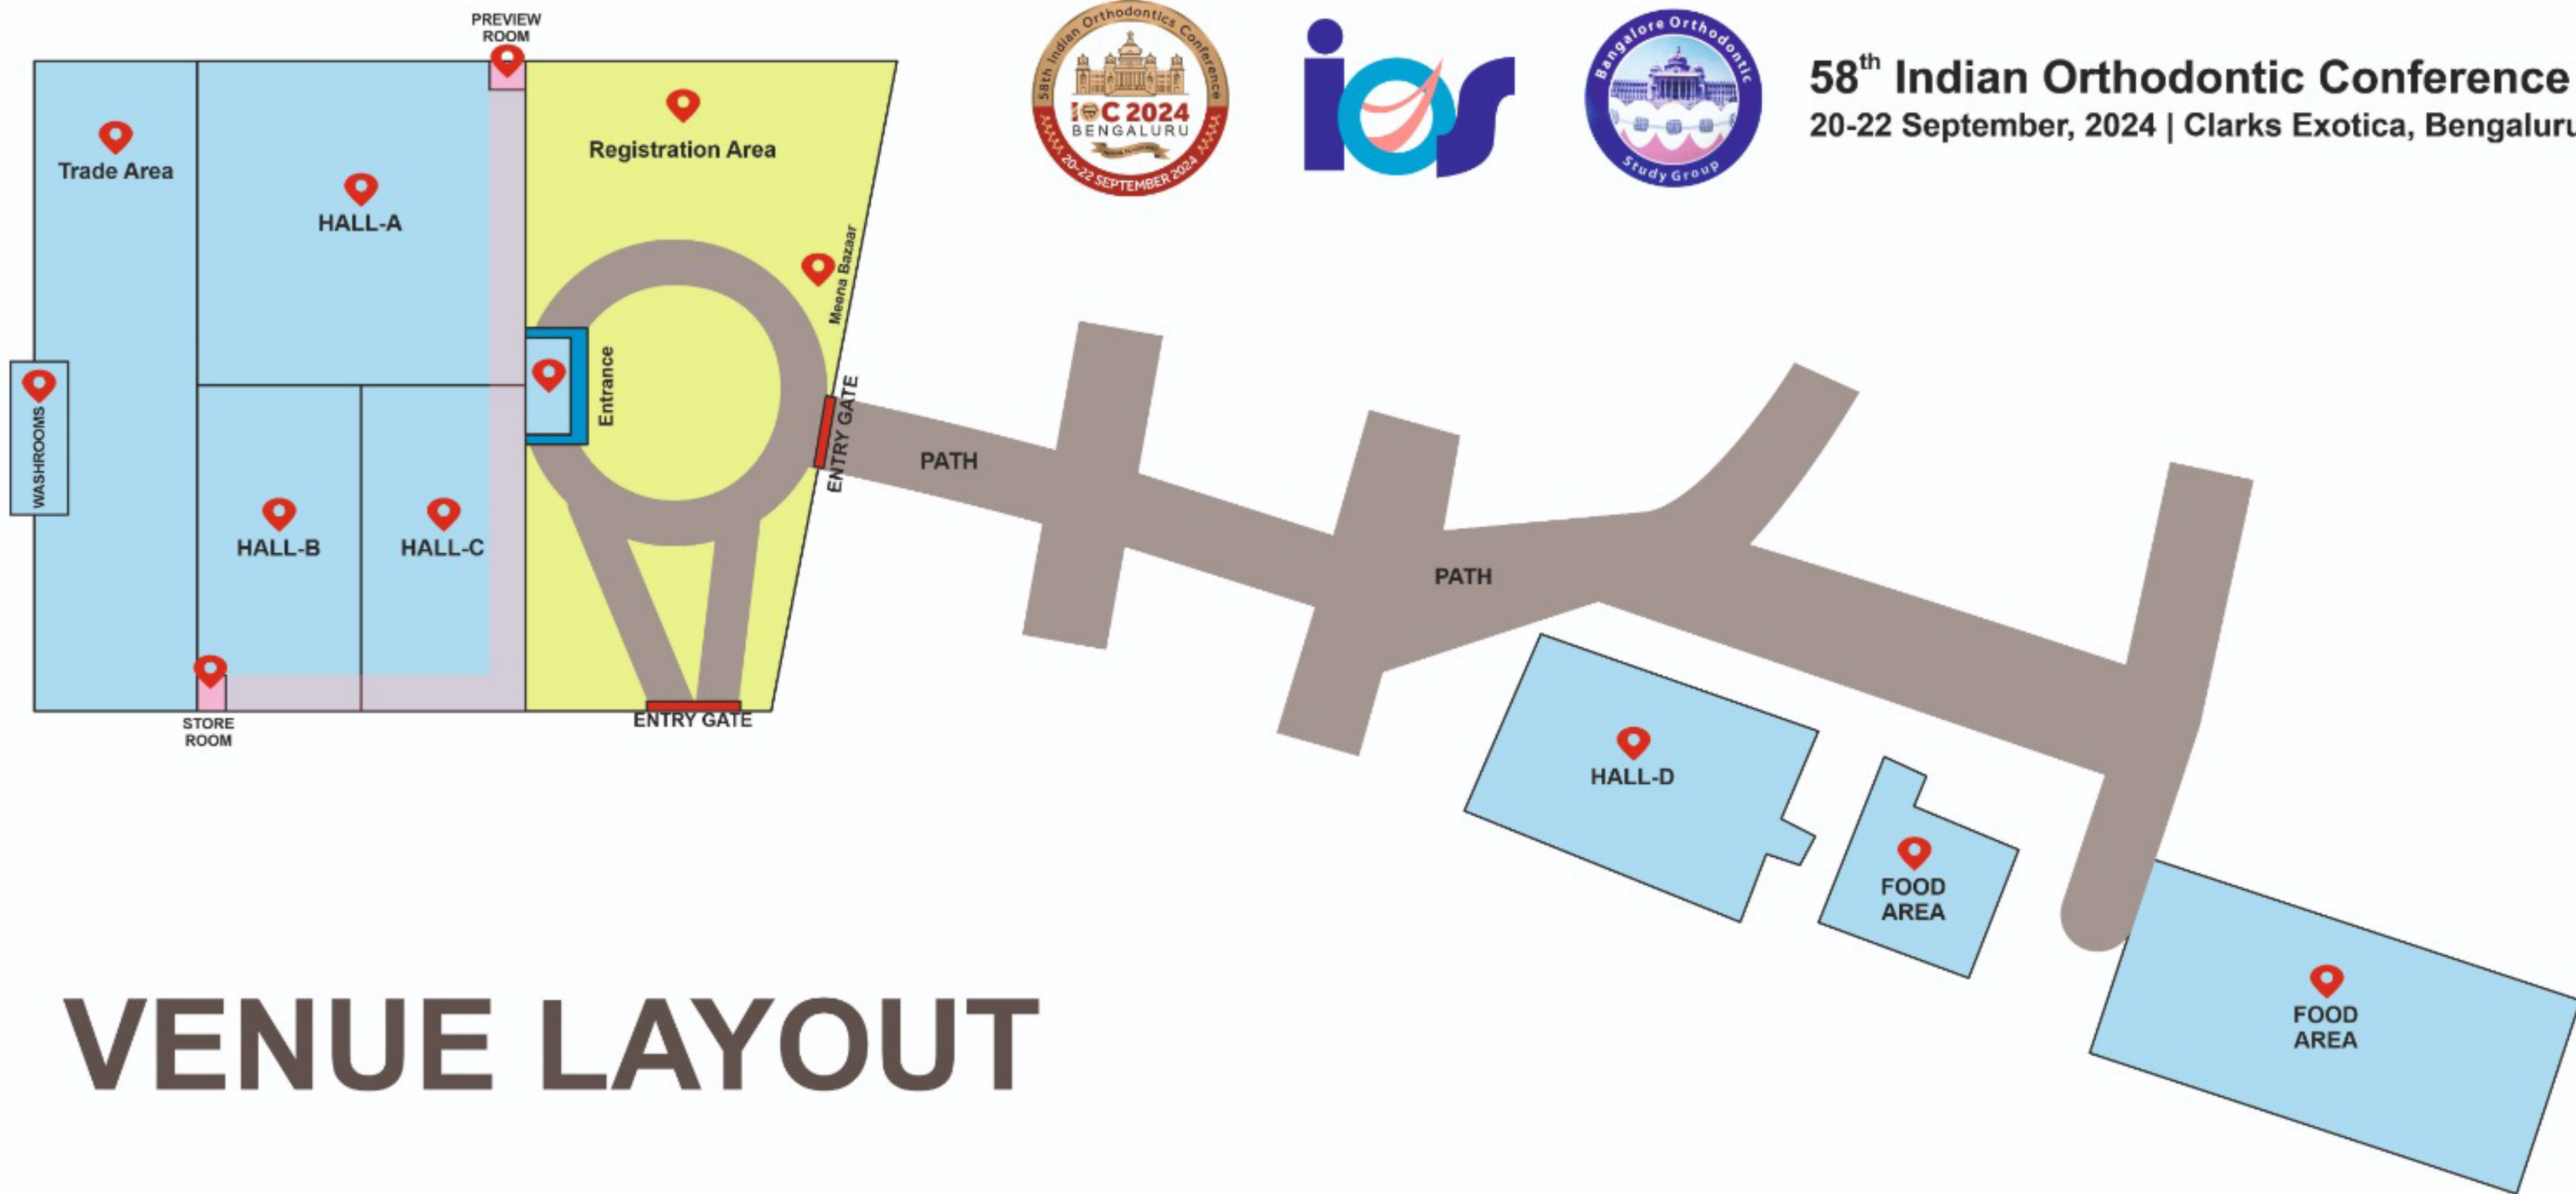 PREVIEW
ROOM
58th Indian Orthodontics Conference
IOC 2024
BENGALURU
20-22 SEPTEMBER 2024
ios
Bangalore Orthodontic
Study Group
58th Indian Orthodontic Conference
20-22 September, 2024 | Clarks Exotica, Bengaluru
Trade Area
HALL-A
Registration Area
Meena Bazaar
Entrance
ENTRY GATE
WASHROOMS
PATH
HALL-B
HALL-C
PATH
STORE
ROOM
ENTRY GATE
HALL-D
FOOD
AREA
FOOD
AREA
VENUE LAYOUT